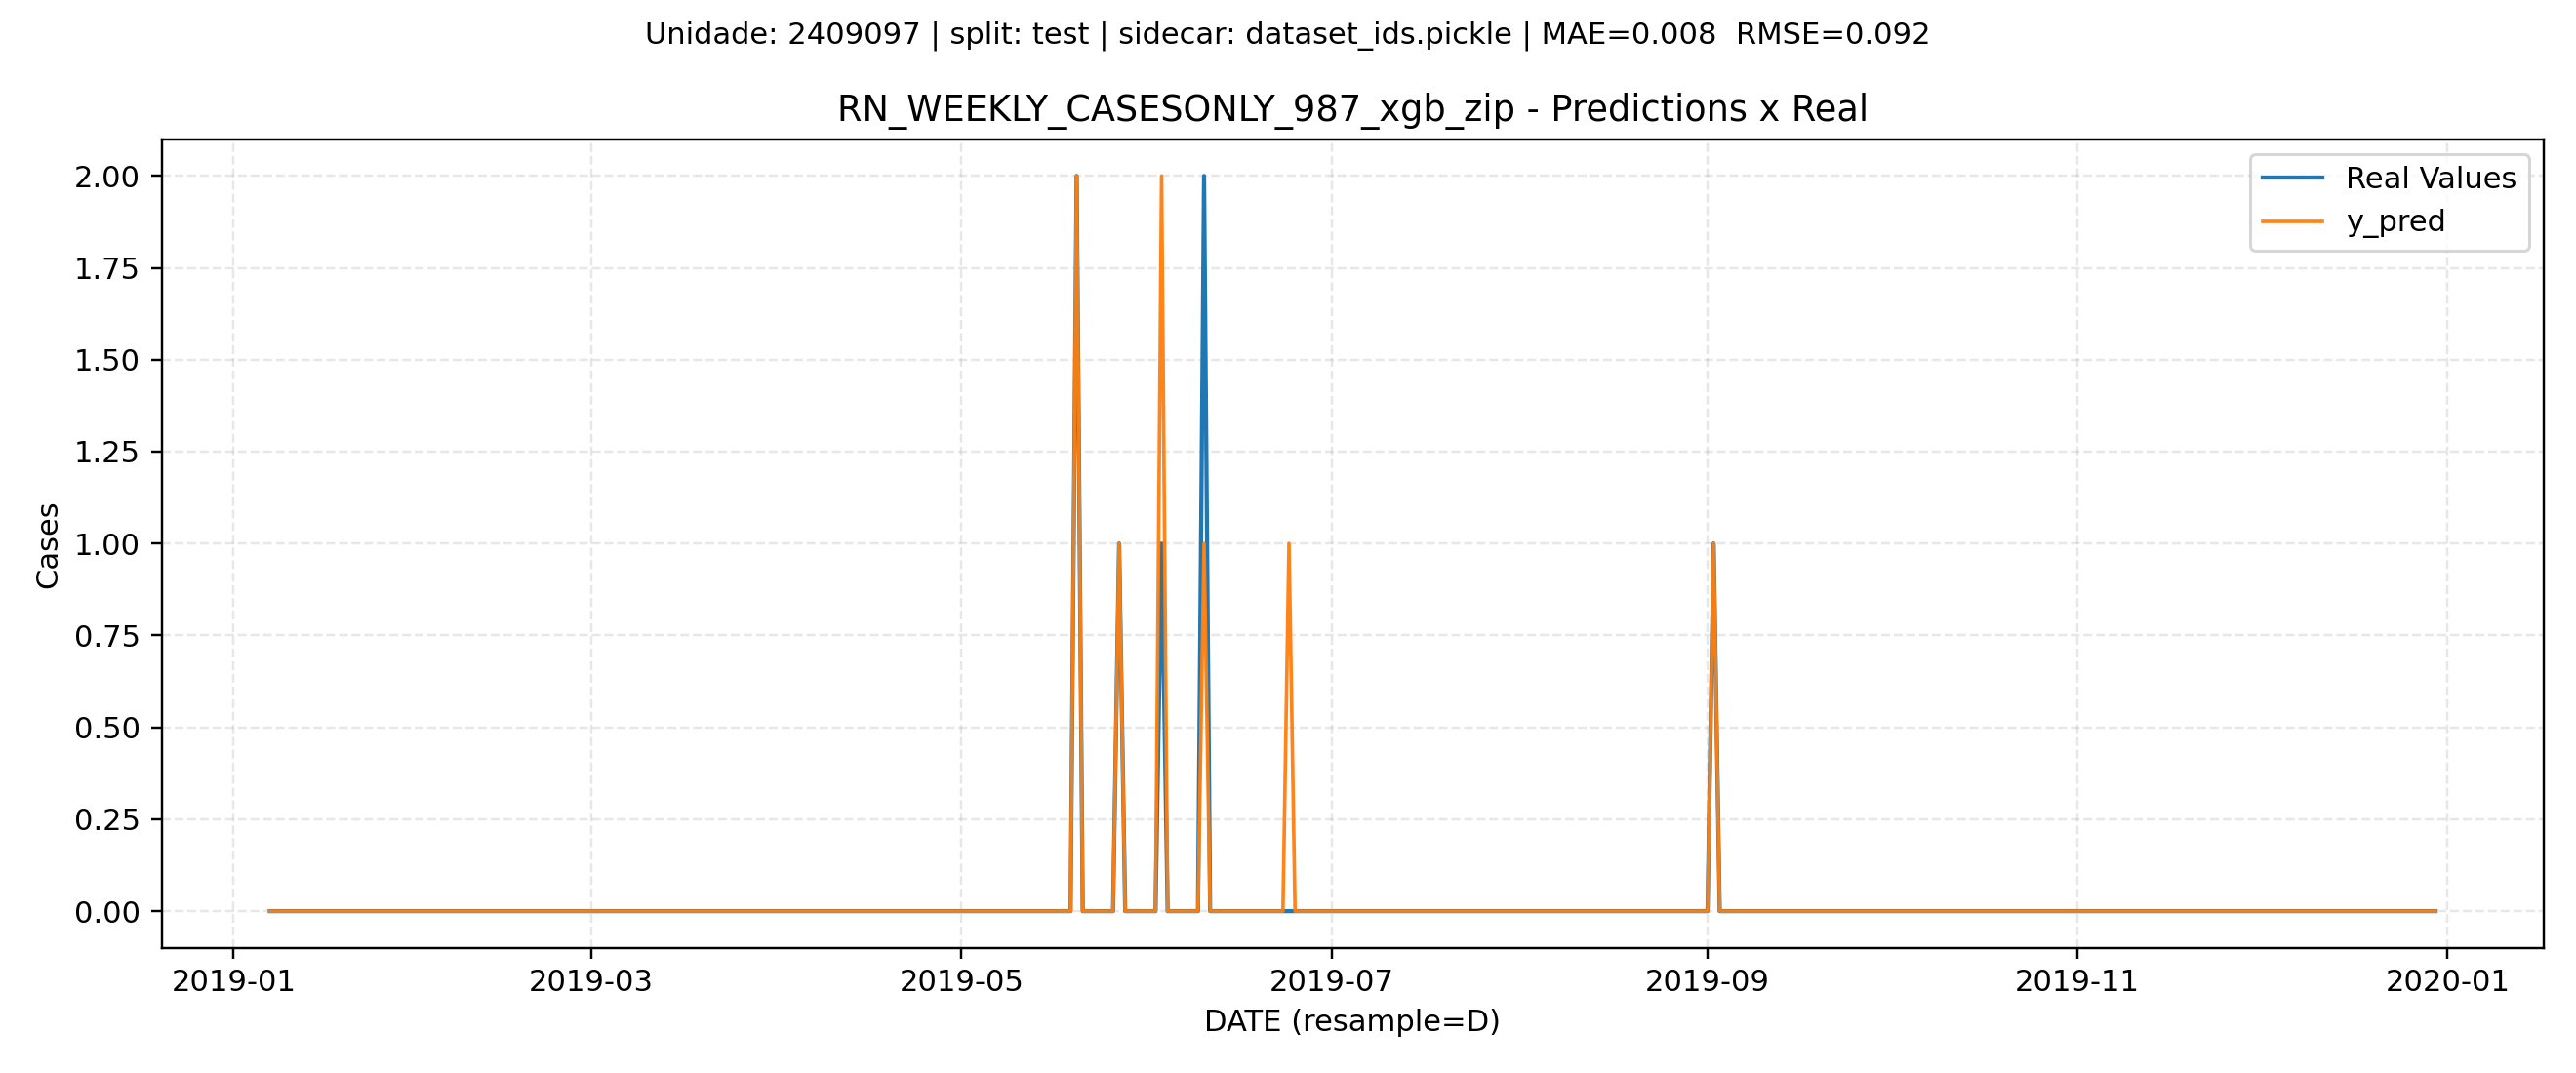 Unidade: 2409097 | split: test | sidecar: dataset_ids.pickle | MAE=0.008  RMSE=0.092
RN_WEEKLY_CASESONLY_987_xgb_zip - Predictions x Real
Real Values
y_pred
2.00
1.75
1.50
1.25
1.00
0.75
0.50
0.25
0.00
Cases
2019-01
2019-03
2019-05
2019-07
2019-09
2019-11
2020-01
DATE (resample=D)